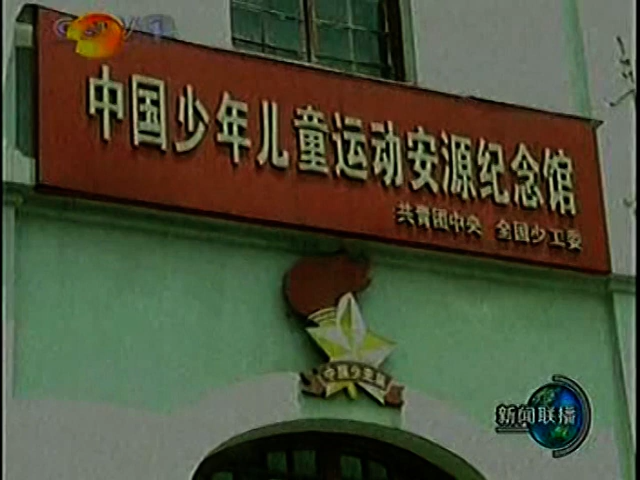 中国少年儿童运动安源纪念馆
共青团中央 全国少工委
中国少先队
新闻联播